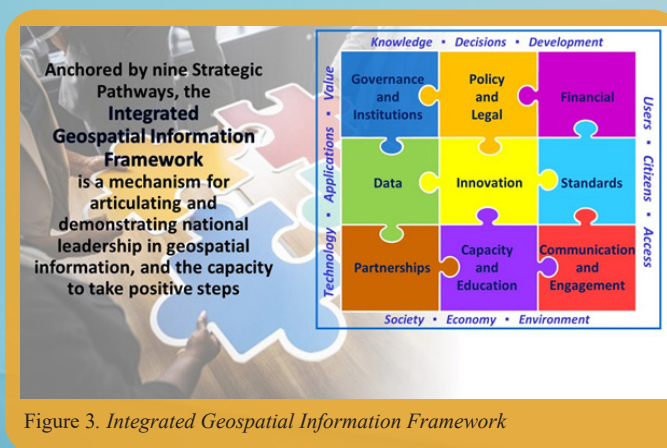 Anchored by nine Strategic
Pathways, the
Integrated
Geospatial Information
Framework
is a mechanism for
articulating and
demonstrating national
leadership in geospatial
information, and the capacity
to take positive steps
Knowledge • Decisions • Development
Technology • Applications • Value
Governance
and
Institutions
Policy
and
Legal
Financial
Data
Innovation
Standards
Partnerships
Capacity
and
Education
Communication
and
Engagement
Users • Citizens • Access
Society • Economy • Environment
Figure 3. Integrated Geospatial Information Framework